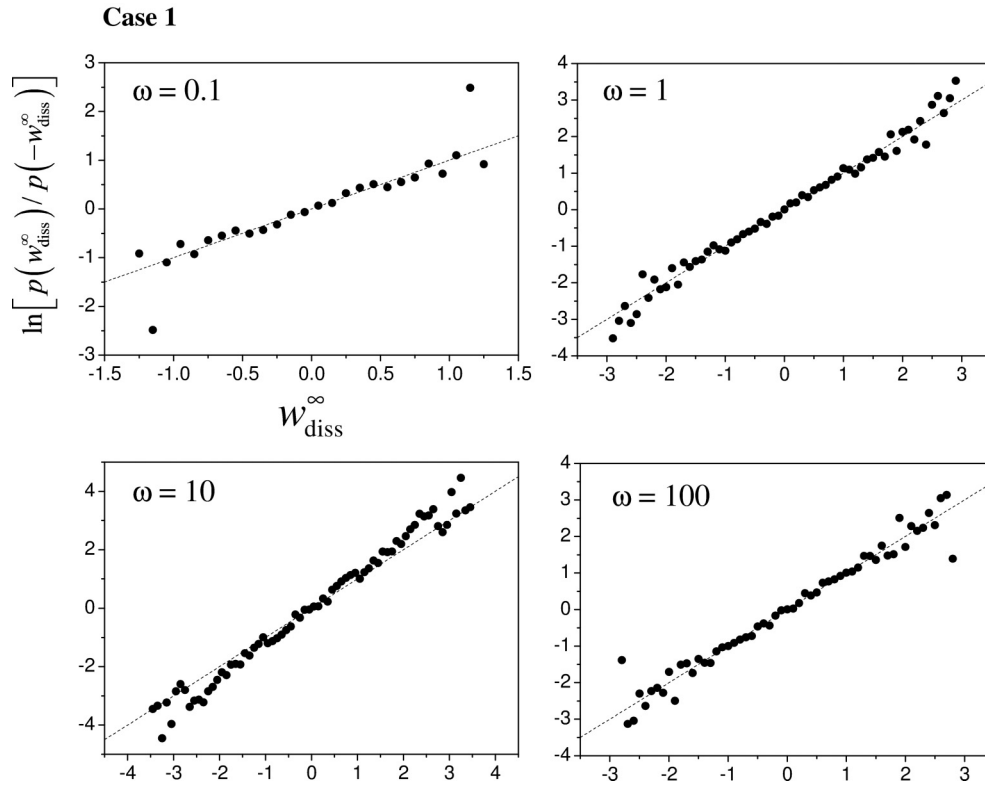 Case 1
ω = 0.1
3
2
1
0
-1
-2
-3
-1.5 -1.0 -0.5 0.0 0.5 1.0 1.5
ln[ p(w∞diss) / p(-w∞diss) ]
w∞diss
ω = 1
4
3
2
1
0
-1
-2
-3
-4
-3 -2 -1 0 1 2 3
ω = 10
4
2
0
-2
-4
-4 -3 -2 -1 0 1 2 3 4
ω = 100
4
3
2
1
0
-1
-2
-3
-4
-3 -2 -1 0 1 2 3